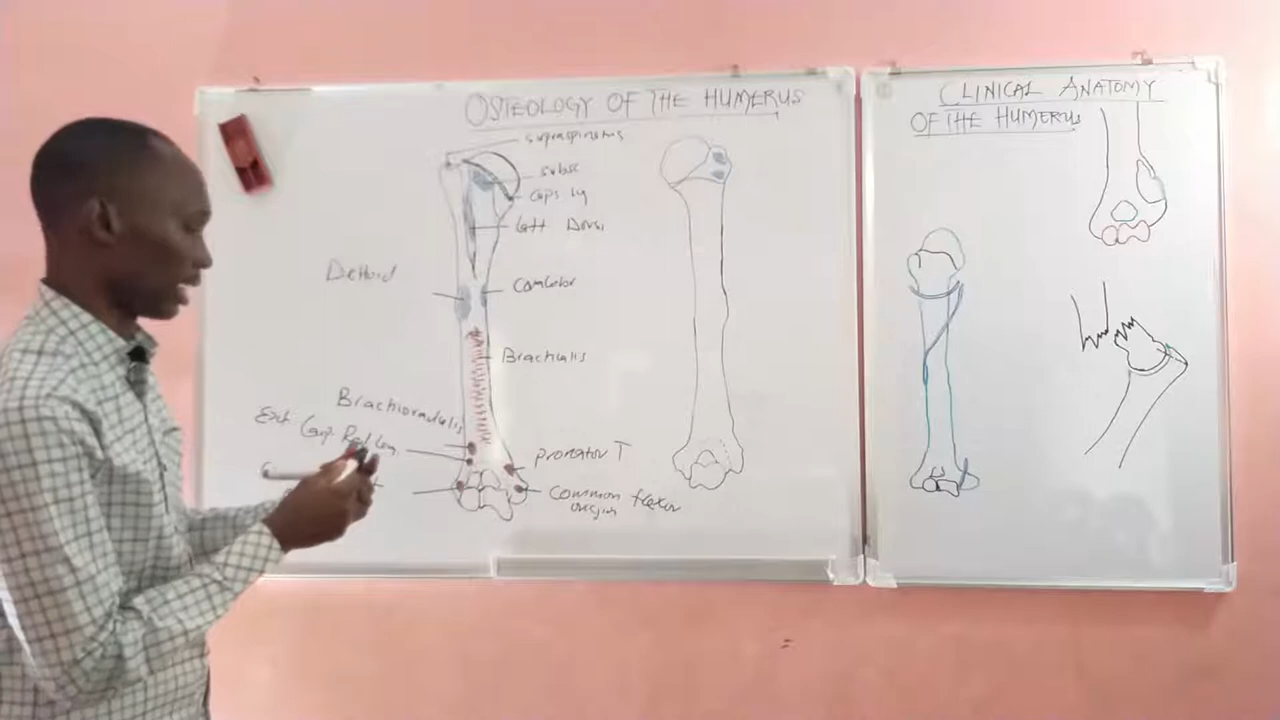 OSTEOLOGY OF THE HUMERUS
supraspinatus
subsc
caps lig
Latt Dorsi
Deltoid
Brachialis
Brachioradialis
Ext. Carp. Rad Lon
pronator T
Common flexor
origin
CLINICAL ANATOMY
OF THE HUMERUS